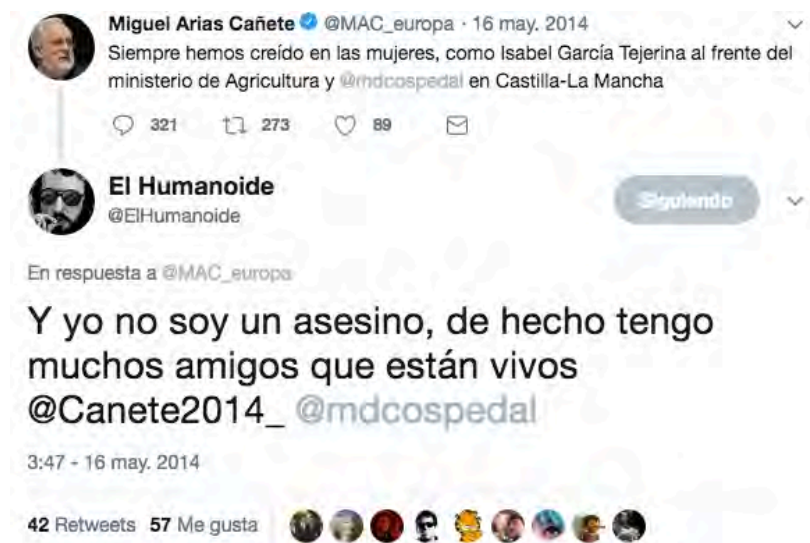 Miguel Arias Cañete @MAC_europa · 16 may. 2014
Siempre hemos creído en las mujeres, como Isabel García Tejerina al frente del
ministerio de Agricultura y @mdcospedal en Castilla-La Mancha
321 273 89
El Humanoide
@ElHumanoide
Siguiendo
En respuesta a @MAC_europa
Y yo no soy un asesino, de hecho tengo
muchos amigos que están vivos
@Canete2014_ @mdcospedal
3:47 - 16 may. 2014
42 Retweets 57 Me gusta